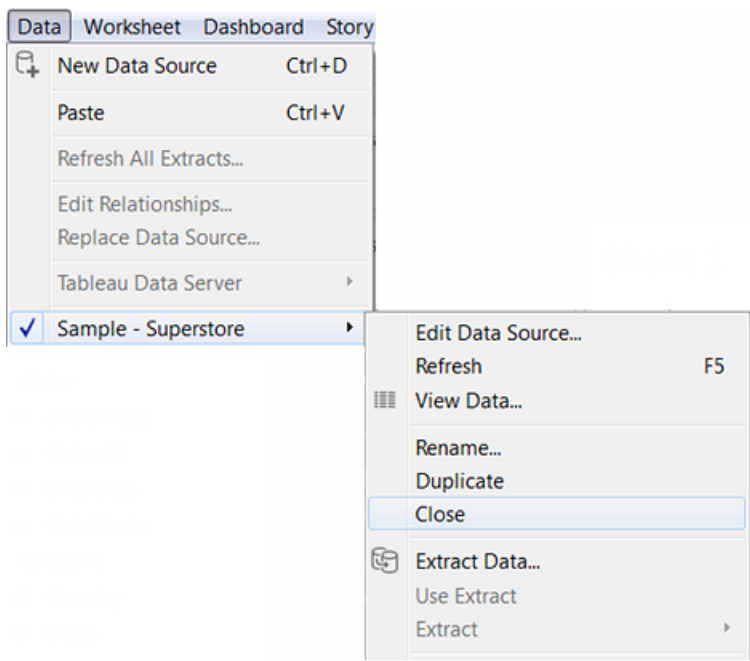 Data Worksheet Dashboard Story
New Data Source Ctrl+D
Paste Ctrl+V
Refresh All Extracts...
Edit Relationships...
Replace Data Source...
Tableau Data Server
Sample - Superstore
Edit Data Source...
Refresh F5
View Data...
Rename...
Duplicate
Close
Extract Data...
Use Extract
Extract